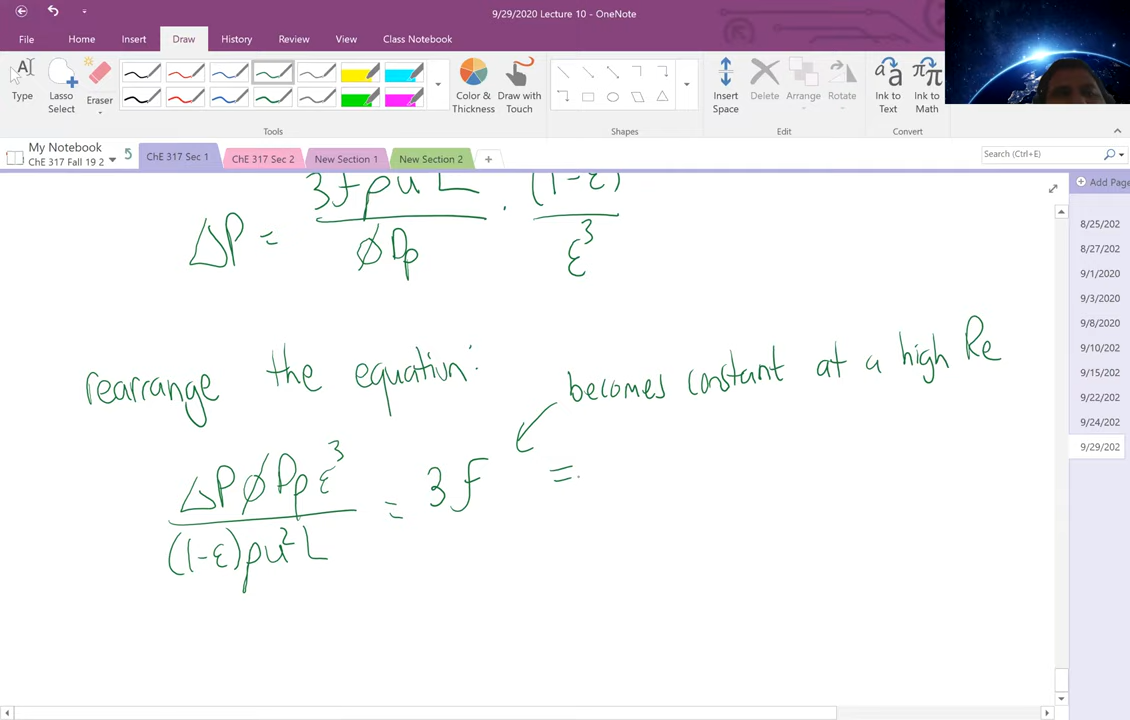 9/29/2020 Lecture 10 - OneNote
File Home Insert Draw History Review View Class Notebook
Type Lasso Select Eraser Color & Thickness Draw with Touch Insert Space Delete Arrange Rotate Ink to Text Ink to Math
Tools Shapes Edit Convert
My Notebook
ChE 317 Fall 19 2
ChE 317 Sec 1 ChE 317 Sec 2 New Section 1 New Section 2 +
Search (Ctrl+E)
Add Page
8/25/202
8/27/202
9/1/2020
9/3/2020
9/8/2020
9/10/202
9/15/202
9/22/202
9/24/202
9/29/202
ΔP = 3fρu L / ØDp · (1-ε) / ε³
rearrange the equation:
becomes constant at a high Re
ΔPØDpε³ / (1-ε)ρu²L = 3f =